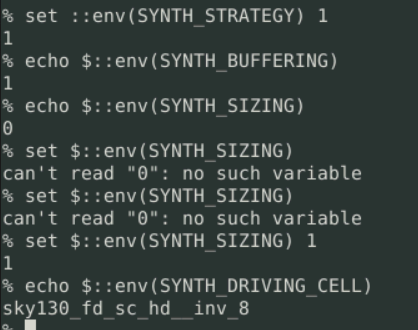 % set ::env(SYNTH_STRATEGY) 1
1
% echo $::env(SYNTH_BUFFERING)
1
% echo $::env(SYNTH_SIZING)
0
% set $::env(SYNTH_SIZING)
can't read "0": no such variable
% set $::env(SYNTH_SIZING)
can't read "0": no such variable
% set $::env(SYNTH_SIZING) 1
1
% echo $::env(SYNTH_DRIVING_CELL)
sky130_fd_sc_hd__inv_8
%